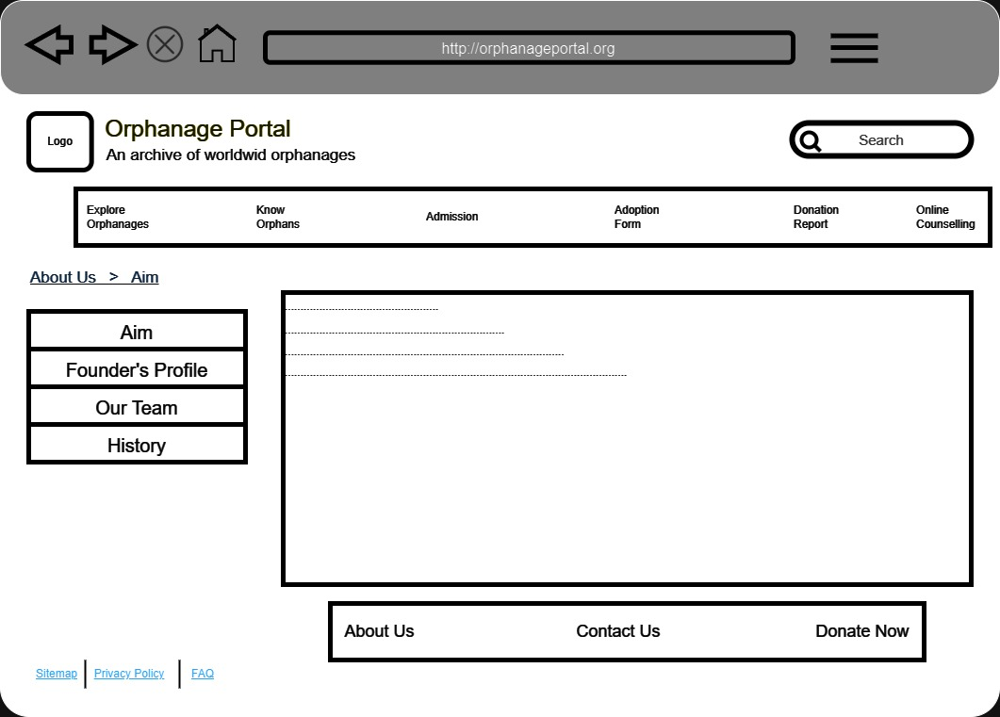 http://orphanageportal.org
Logo
Orphanage Portal
An archive of worldwid orphanages
Search
Explore
Orphanages
Know
Orphans
Admission
Adoption
Form
Donation
Report
Online
Counselling
About Us > Aim
Aim
Founder's Profile
Our Team
History
About Us
Contact Us
Donate Now
Sitemap
Privacy Policy
FAQ